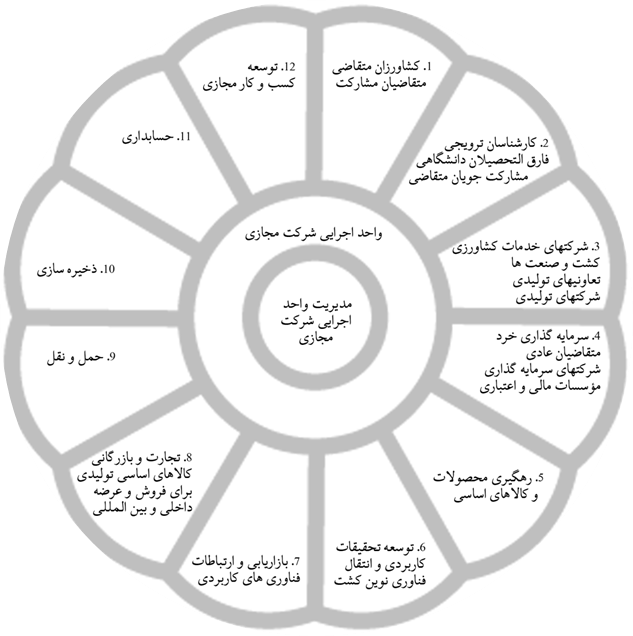 1. کشاورزان متقاضی
متقاضیان مشارکت
2. کارشناسان ترویجی
فارق التحصیلان دانشگاهی
مشارکت جویان متقاضی
3. شرکتهای خدمات کشاورزی
کشت و صنعت ها
تعاونیهای تولیدی
شرکتهای تولیدی
4. سرمایه گذاری خرد
متقاضیان عادی
شرکتهای سرمایه گذاری
مؤسسات مالی و اعتباری
5. رهگیری محصولات
و کالاهای اساسی
6. توسعه تحقیقات
کاربردی و انتقال
فناوری نوین کشت
7. بازاریابی و ارتباطات
فناوری های کاربردی
8. تجارت و بازرگانی
کالاهای اساسی تولیدی
برای فروش و عرضه
داخلی و بین المللی
9. حمل و نقل
10. ذخیره سازی
11. حسابداری
12. توسعه
کسب و کار مجازی
واحد اجرایی شرکت مجازی
مدیریت واحد
اجرایی شرکت
مجازی